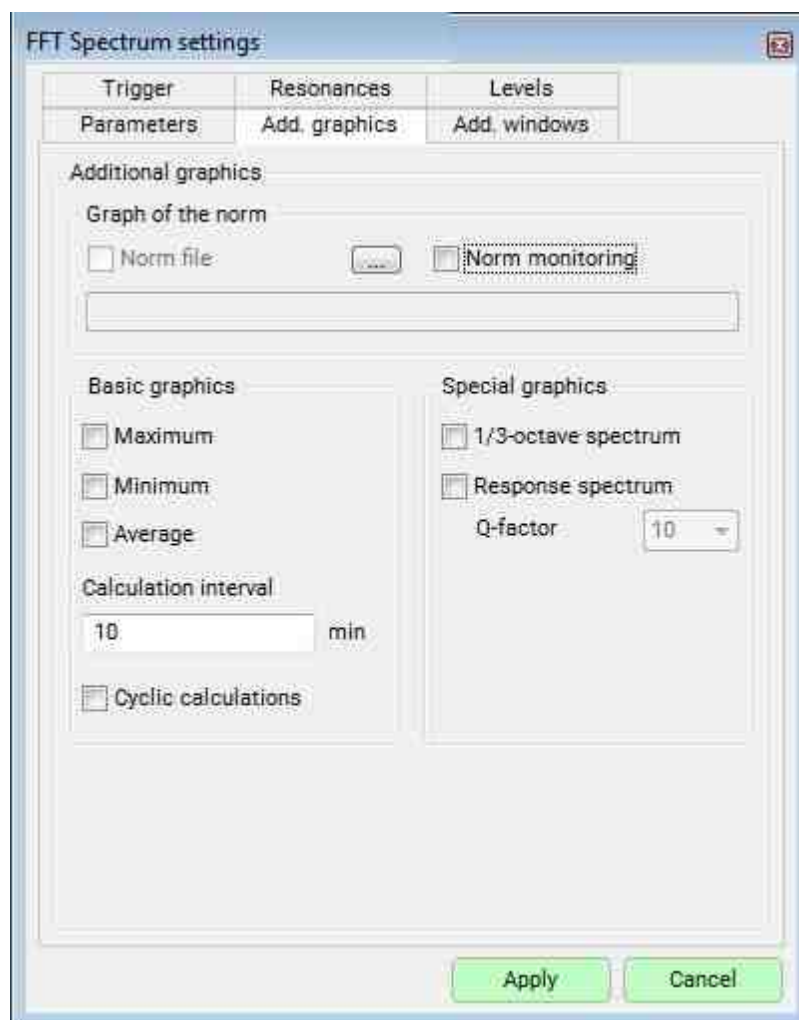 FFT Spectrum settings
Trigger Resonances Levels
Parameters Add. graphics Add. windows
Additional graphics
Graph of the norm
Norm file ... Norm monitoring
Basic graphics
Maximum
Minimum
Average
Calculation interval
10 min
Cyclic calculations
Special graphics
1/3-octave spectrum
Response spectrum
Q-factor 10
Apply Cancel